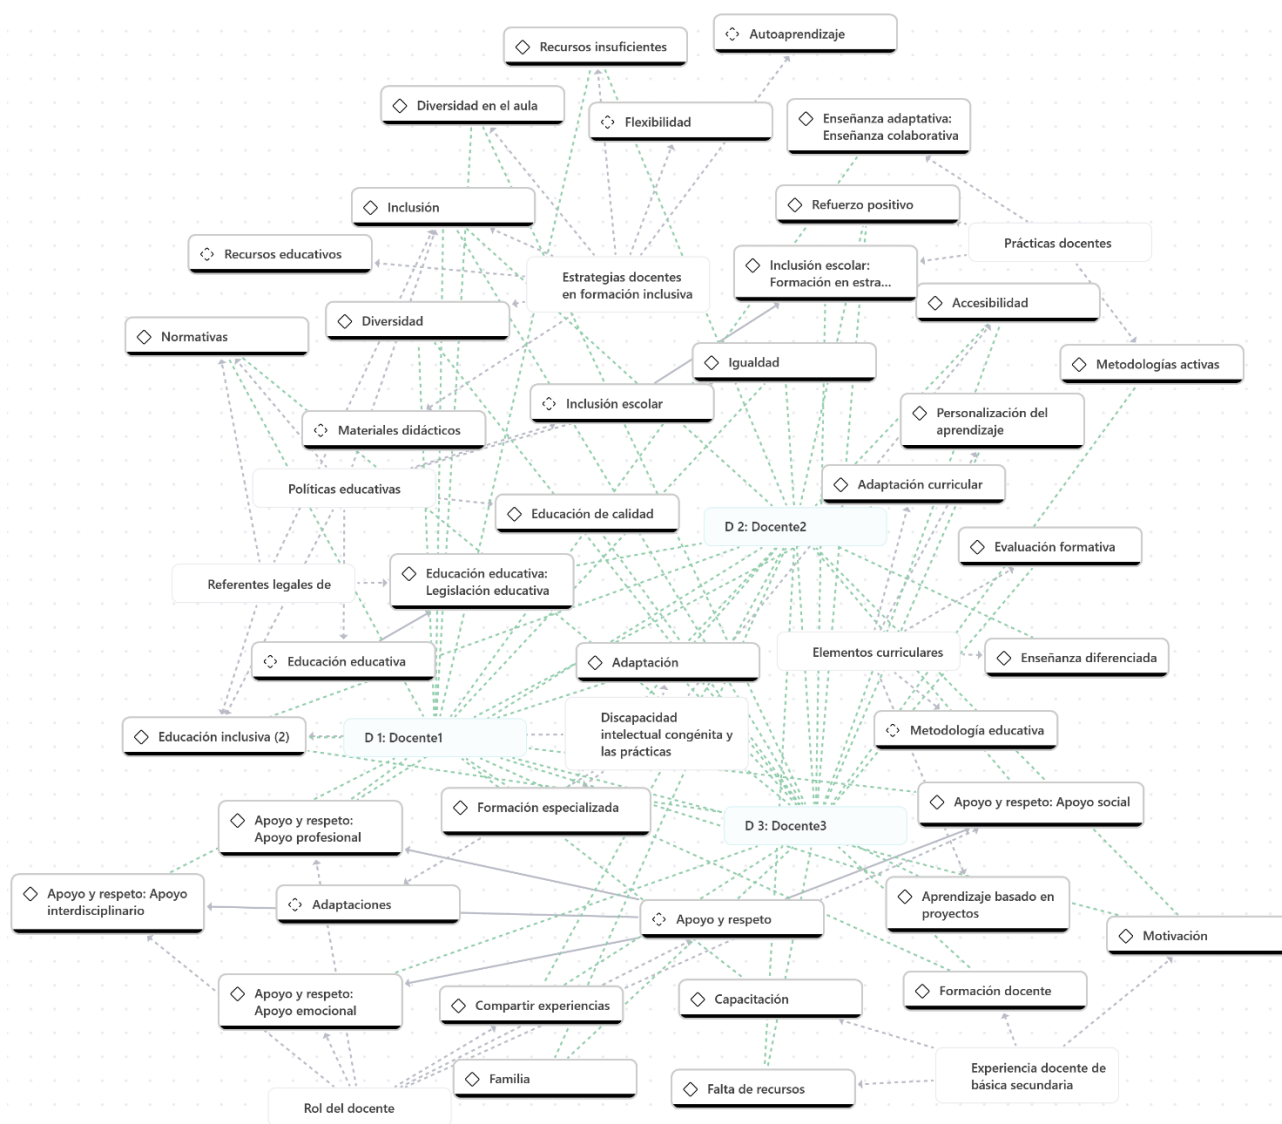 Autoaprendizaje
Recursos insuficientes
Diversidad en el aula
Flexibilidad
Enseñanza adaptativa:
Enseñanza colaborativa
Inclusión
Refuerzo positivo
Prácticas docentes
Recursos educativos
Estrategias docentes
en formación inclusiva
Inclusión escolar:
Formación en estra...
Accesibilidad
Diversidad
Normativas
Igualdad
Metodologías activas
Inclusión escolar
Materiales didácticos
Personalización del
aprendizaje
Políticas educativas
Adaptación curricular
Educación de calidad
D 2: Docente2
Evaluación formativa
Referentes legales de
Educación educativa:
Legislación educativa
Educación educativa
Adaptación
Elementos curriculares
Enseñanza diferenciada
Educación inclusiva (2)
D 1: Docente1
Discapacidad
intelectual congénita y
las prácticas
Metodología educativa
Apoyo y respeto:
Apoyo profesional
Formación especializada
D 3: Docente3
Apoyo y respeto: Apoyo social
Apoyo y respeto: Apoyo
interdisciplinario
Adaptaciones
Apoyo y respeto
Aprendizaje basado en
proyectos
Motivación
Apoyo y respeto:
Apoyo emocional
Compartir experiencias
Capacitación
Formación docente
Familia
Falta de recursos
Experiencia docente de
básica secundaria
Rol del docente